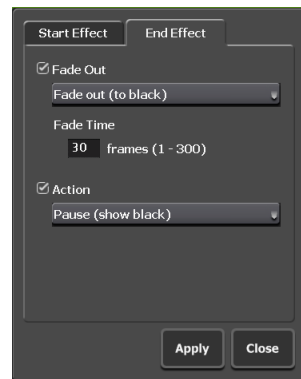 Start Effect End Effect
Fade Out
Fade out (to black)
Fade Time
30 frames (1 - 300)
Action
Pause (show black)
Apply Close